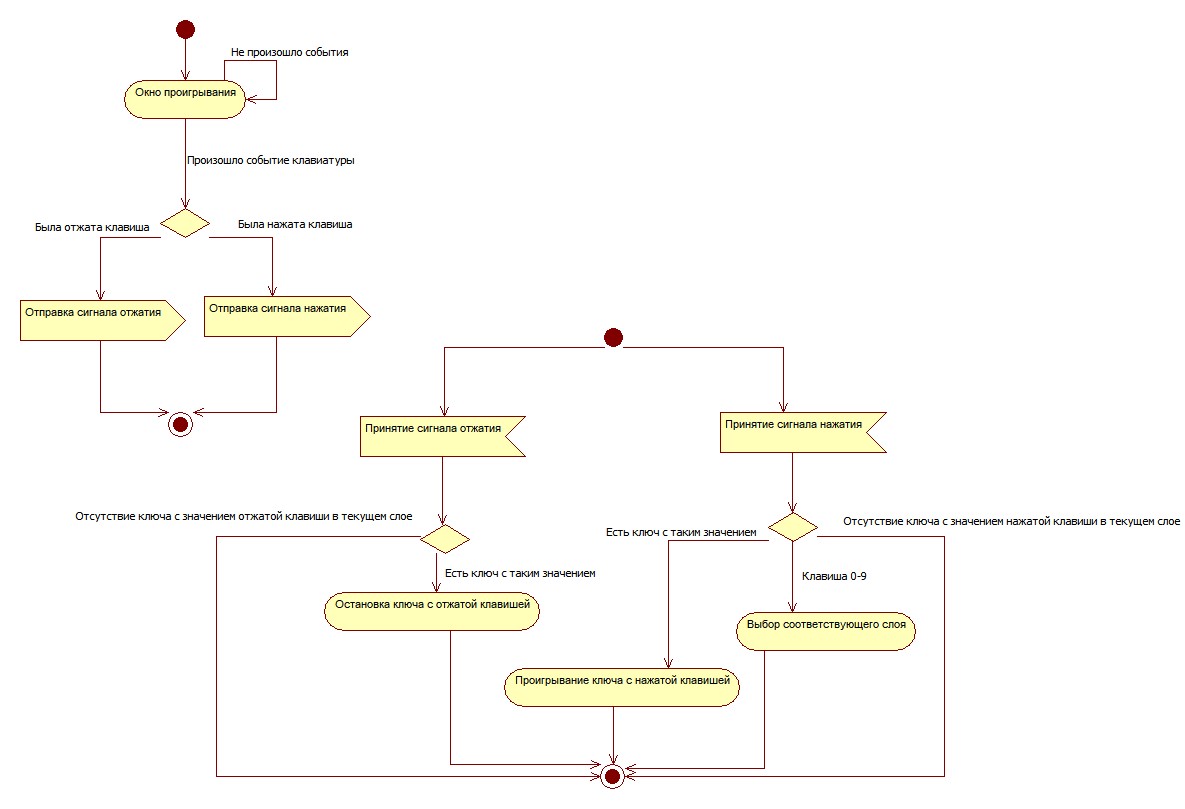 Не произошло события
Окно проигрывания
Произошло событие клавиатуры
Была отжата клавиша
Была нажата клавиша
Отправка сигнала отжатия
Отправка сигнала нажатия
Принятие сигнала отжатия
Принятие сигнала нажатия
Отсутствие ключа с значением отжатой клавиши в текущем слое
Есть ключ с таким значением
Отсутствие ключа с значением нажатой клавиши в текущем слое
Есть ключ с таким значением
Клавиша 0-9
Остановка ключа с отжатой клавишей
Выбор соответствующего слоя
Проигрывание ключа с нажатой клавишей